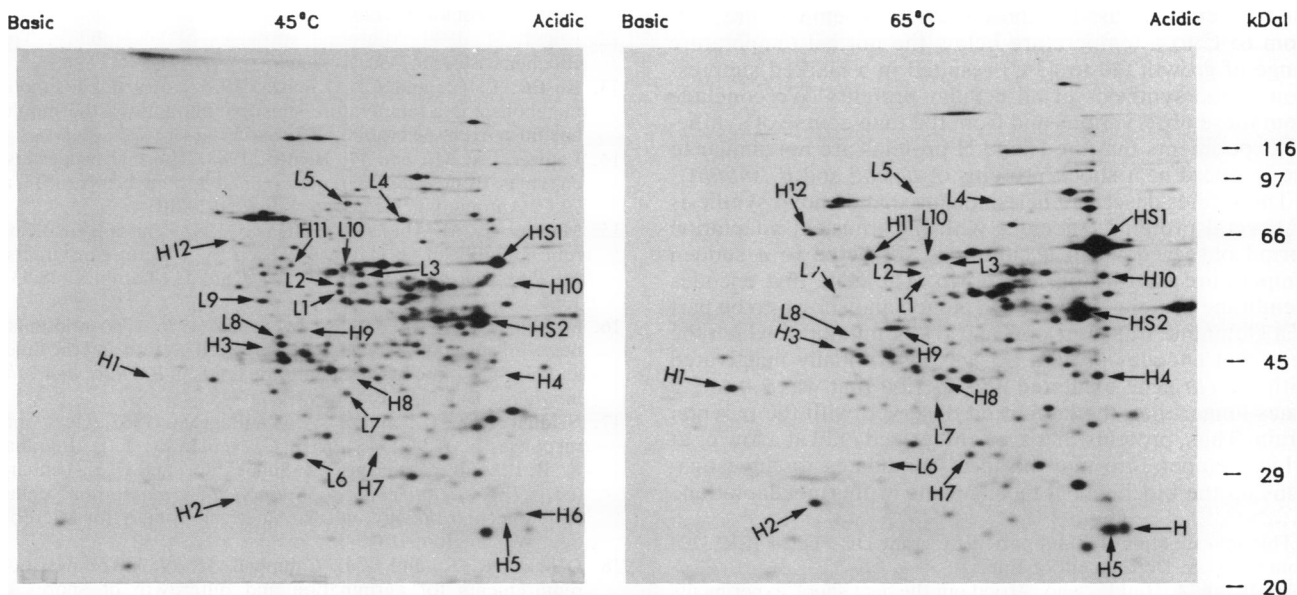 Basic 45°C Acidic Basic 65°C Acidic kDal
116
L5 L4 L5 97
H12 L4
H11 L10 HS1 H11 L10 HS1 66
H12
L2 L3 H10 L2 L3 H10
L9 L1 L L1
L8 H9 HS2 L8 HS2
H3 H3 H9 45
H1 H4 H1 H4
H8 H8
L7 L7
L6 H7 L6 H7 29
H2 H6 H2 H
H5 H5
20